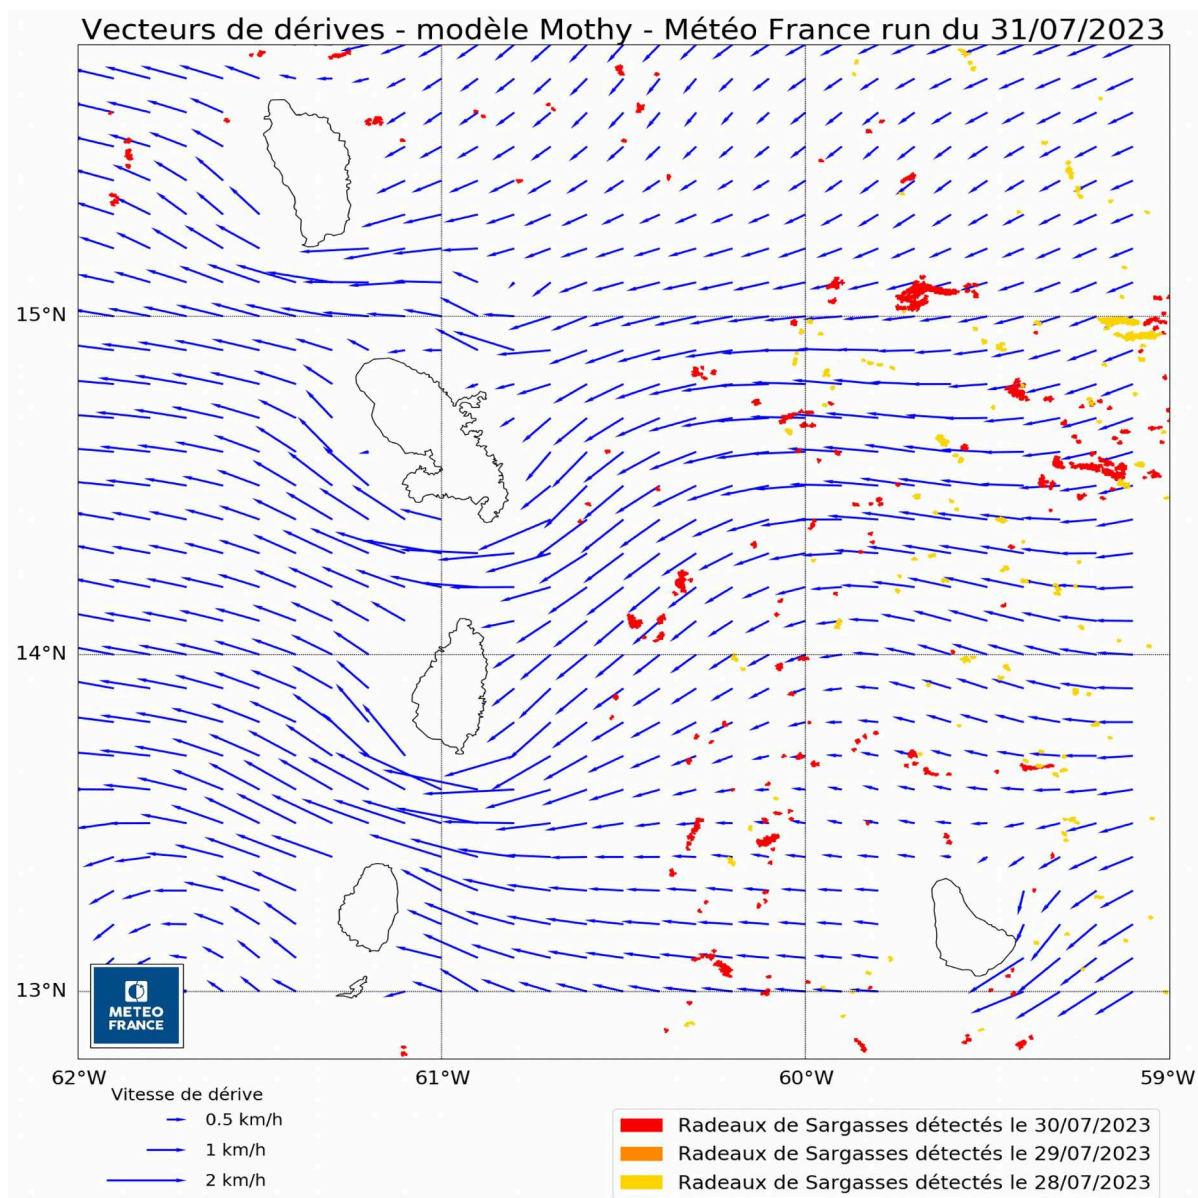 Vecteurs de dérives - modèle Mothy - Météo France run du 31/07/2023
15°N
14°N
13°N
METEO
FRANCE
62°W
61°W
60°W
59°W
Vitesse de dérive
0.5 km/h
1 km/h
2 km/h
Radeaux de Sargasses détectés le 30/07/2023
Radeaux de Sargasses détectés le 29/07/2023
Radeaux de Sargasses détectés le 28/07/2023